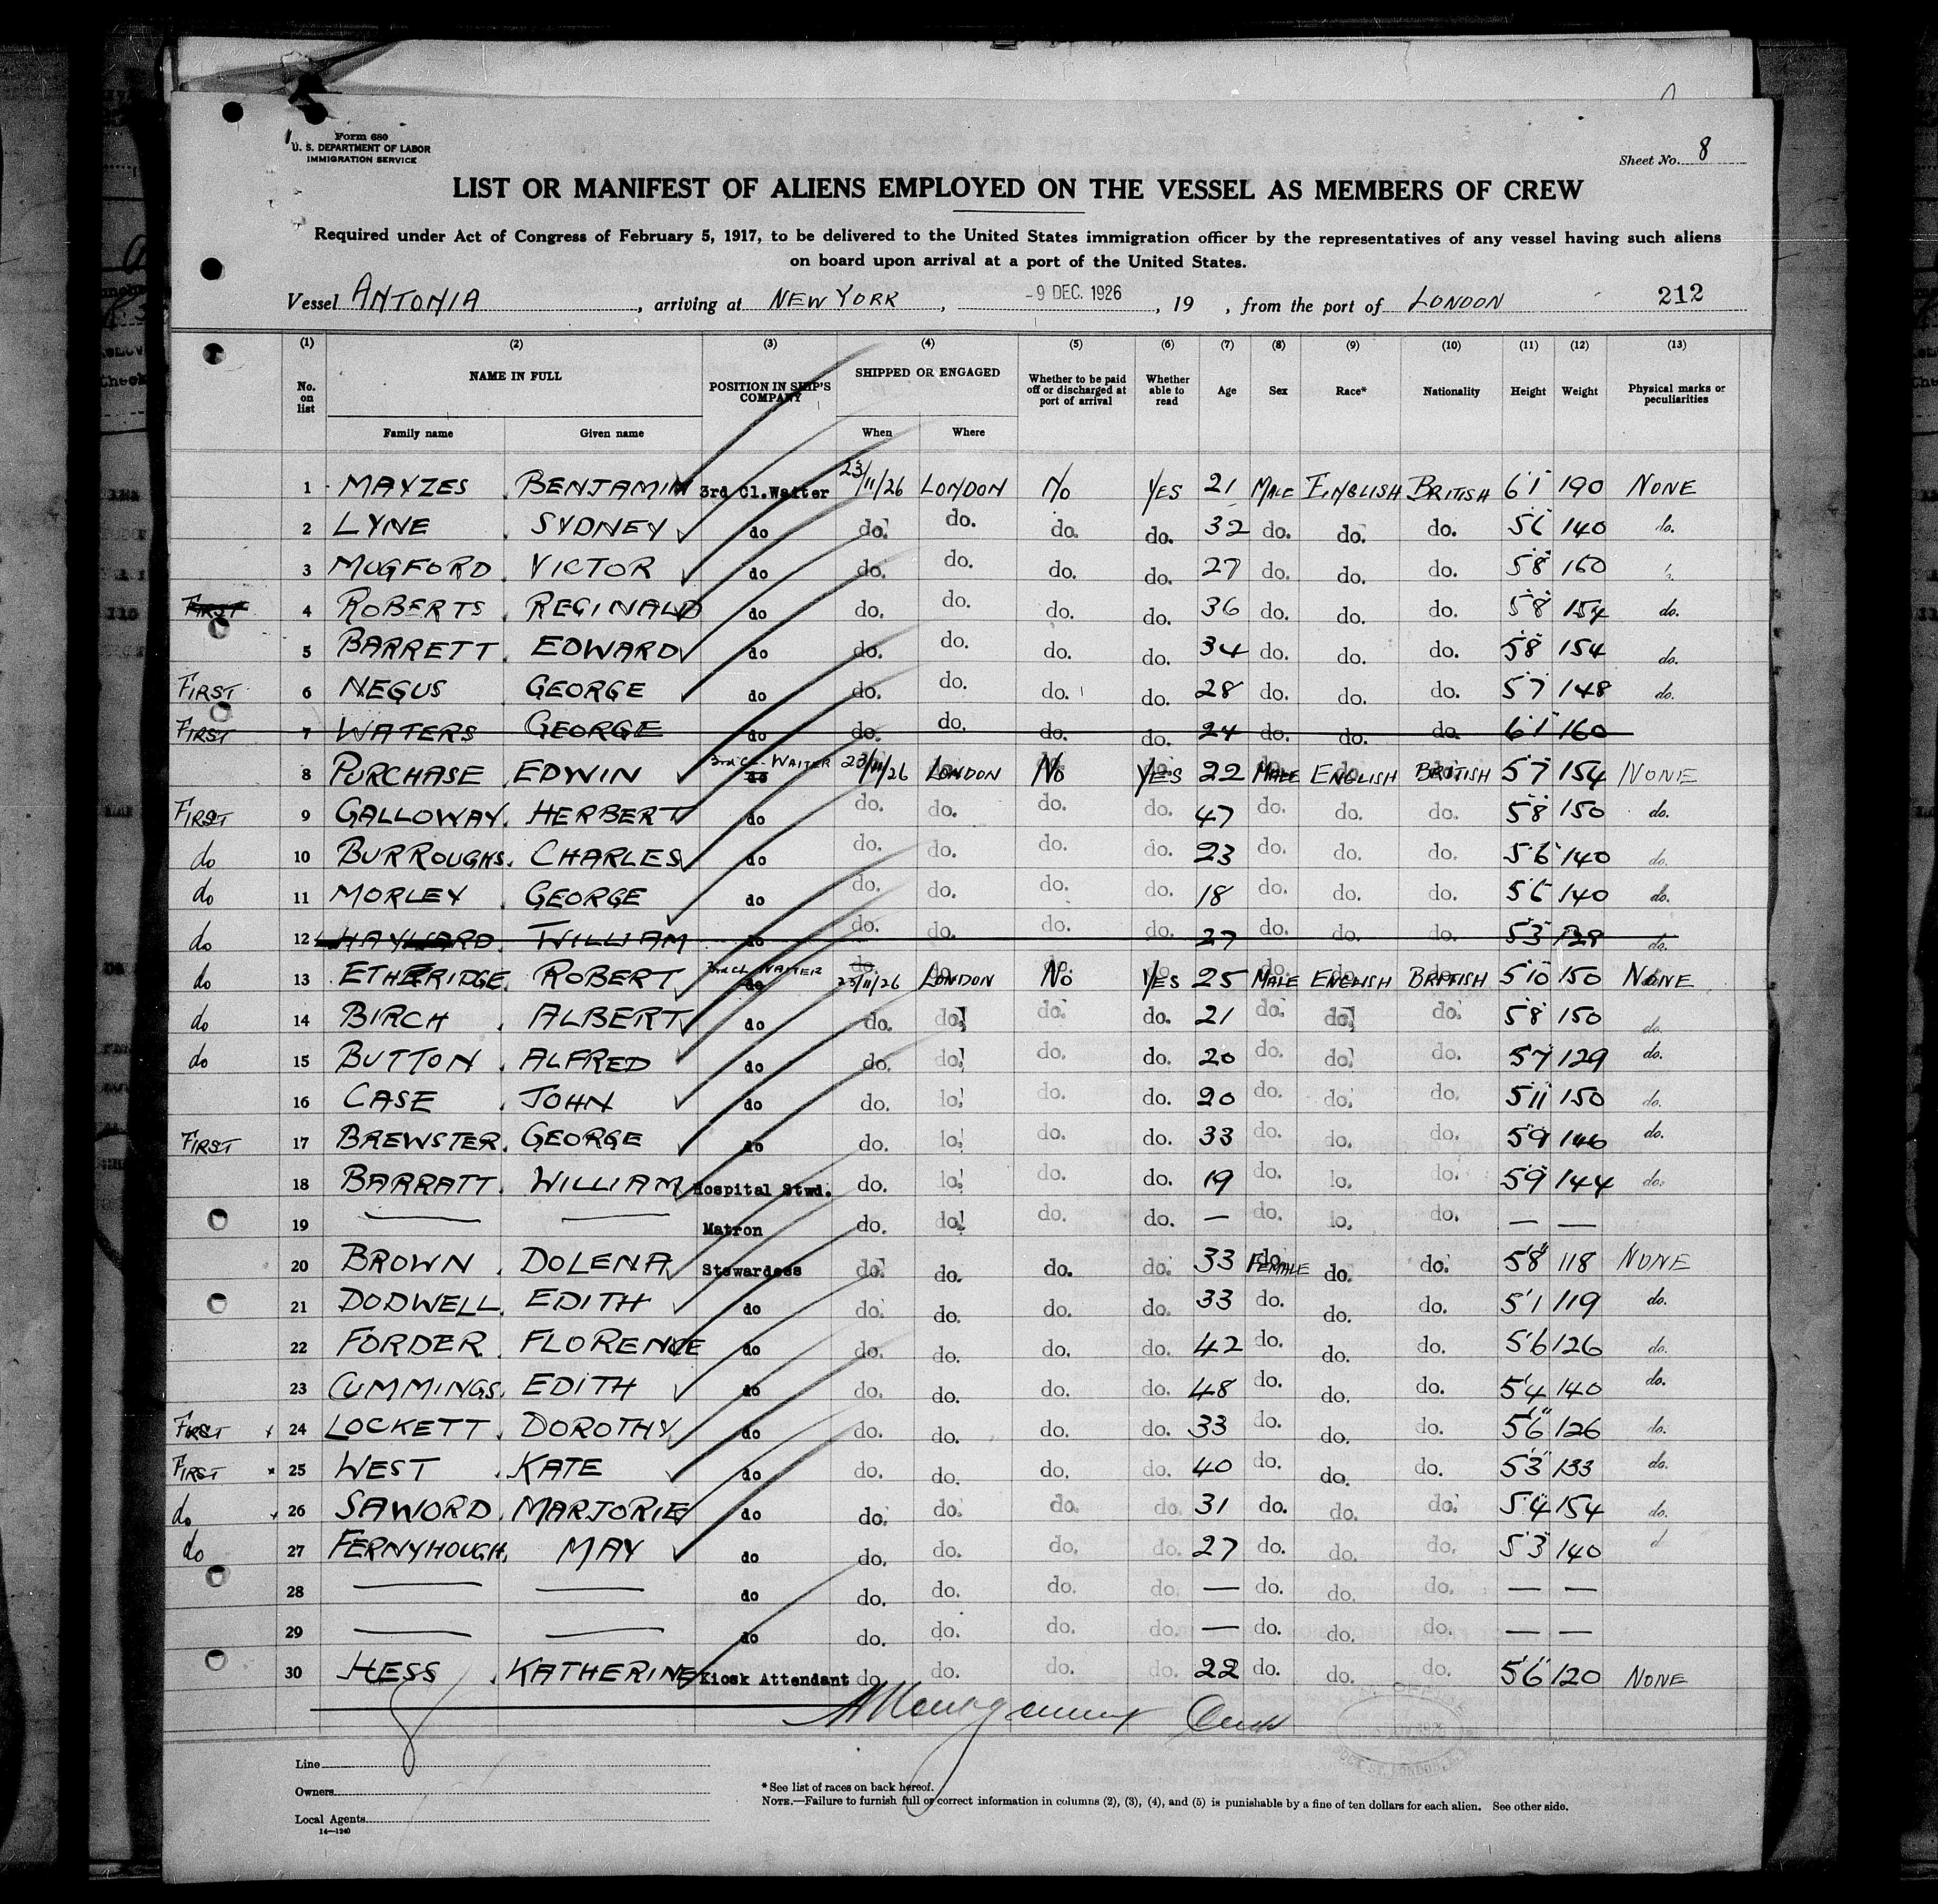 Form 680
U. S. DEPARTMENT OF LABOR
IMMIGRATION SERVICE
Sheet No. 8
LIST OR MANIFEST OF ALIENS EMPLOYED ON THE VESSEL AS MEMBERS OF CREW
Required under Act of Congress of February 5, 1917, to be delivered to the United States immigration officer by the representatives of any vessel having such aliens
on board upon arrival at a port of the United States.
Vessel ANTONIA, arriving at NEW YORK, -9 DEC. 1926, 19 , from the port of LONDON 212
(1) (2) (3) (4) (5) (6) (7) (8) (9) (10) (11) (12) (13)
No. on list NAME IN FULL POSITION IN SHIP'S COMPANY SHIPPED OR ENGAGED Whether to be paid off or discharged at port of arrival Whether able to read Age Sex Race* Nationality Height Weight Physical marks or peculiarities
Family name Given name When Where
1 MAYZES BENJAMIN 3rd Cl.Waiter 23/11/26 LONDON NO YES 21 MALE ENGLISH BRITISH 6'1" 190 NONE
2 LYNE SYDNEY do do. do. do. do. 32 do. do. do. 5'6" 140 do.
3 MUGFORD VICTOR do do. do. do. do. 27 do. do. do. 5'8" 160
FIRST 4 ROBERTS REGINALD do do. do. do. do. 36 do. do. do. 5'8" 154 do.
5 BARRETT EDWARD do do. do. do. do. 34 do. do. do. 5'8" 154 do.
FIRST 6 NEGUS GEORGE do do. do. do. do. 28 do. do. do. 5'7" 148 do.
FIRST 7 WATERS GEORGE do do. do. do. do. 24 do. do. do. 6'1" 160
8 PURCHASE EDWIN 3rd Cl. WAITER 23/11/26 LONDON NO YES 22 MALE ENGLISH BRITISH 5'7" 154 NONE
FIRST 9 GALLOWAY HERBERT do do. do. do. do. 47 do. do. do. 5'8" 150 do.
do 10 BURROUGHS CHARLES do do. do. do. do. 23 do. do. do. 5'6" 140 do.
do 11 MORLEY GEORGE do do. do. do. do. 18 do. do. do. 5'6" 140 do.
do 12 HAYWARD WILLIAM do do. do. do. do. 27 do. do. do. 5'3" 129 do.
do 13 ETHERIDGE ROBERT 3rd Cl. WAITER 23/11/26 LONDON NO YES 25 MALE ENGLISH BRITISH 5'10" 150 NONE
do 14 BIRCH ALBERT do do. do. do. do. 21 do. do. do. 5'8" 150 do.
do 15 BUTTON ALFRED do do. do. do. do. 20 do. do. do. 5'7" 129 do.
16 CASE JOHN do do. do. do. do. 20 do. do. do. 5'11" 150 do.
FIRST 17 BREWSTER GEORGE do do. do. do. do. 33 do. do. do. 5'9" 146 do.
18 BARRATT WILLIAM Hospital Stwd. do. do. do. do. 19 do. do. do. 5'9" 144 do.
19 — — Matron do. do. do. do. — do. do. do. — —
20 BROWN DOLENA Stewardess do. do. do. do. 33 FEMALE do. do. 5'8" 118 NONE
21 DODWELL EDITH do do. do. do. do. 33 do. do. do. 5'1 119 do.
22 FORDER FLORENCE do do. do. do. do. 42 do. do. do. 5'6 126 do.
23 CUMMINGS EDITH do do. do. do. do. 48 do. do. do. 5'4 140 do.
FIRST 24 LOCKETT DOROTHY do do. do. do. do. 33 do. do. do. 5'6" 126 do.
FIRST x 25 WEST KATE do do. do. do. do. 40 do. do. do. 5'3" 133 do.
do 26 SAWORD MARJORIE do do. do. do. do. 31 do. do. do. 5'4" 154 do.
do 27 FERNYHOUGH MAY do do. do. do. do. 27 do. do. do. 5'3" 140
28 — — do do. do. do. do. — do. do. do. — —
29 — — do do. do. do. do. — do. do. do. — —
30 HESS KATHERINE Kiosk Attendant do. do. do. do. 22 do. do. do. 5'6" 120 NONE
Line
Owners
Local Agents
14—1240
*See list of races on back hereof.
NOTE.—Failure to furnish full or correct information in columns (2), (3), (4), and (5) is punishable by a fine of ten dollars for each alien. See other side.